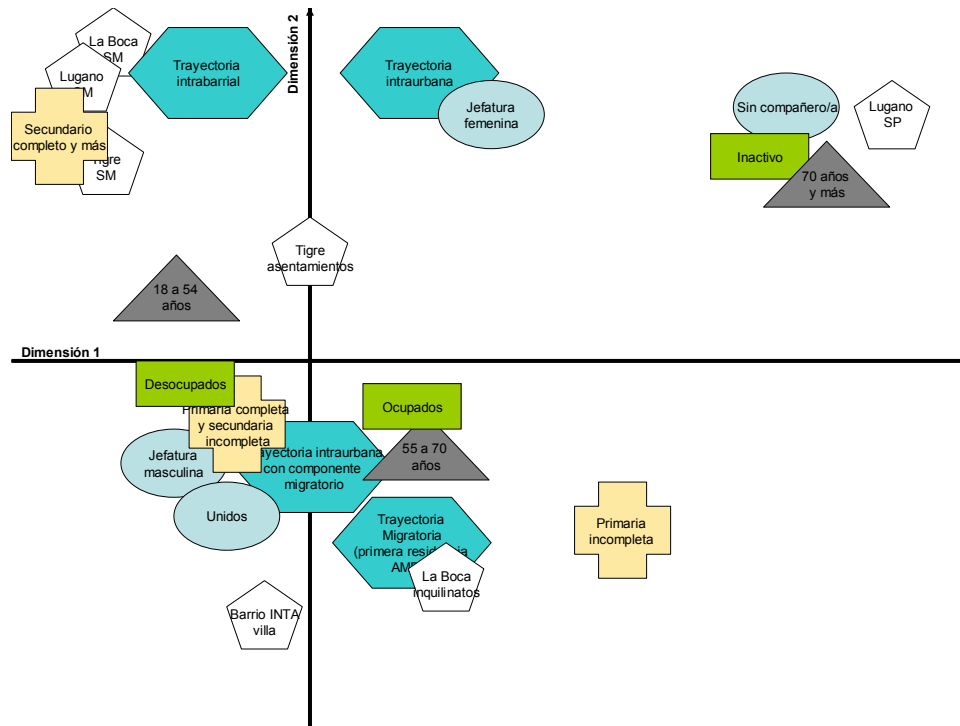 La Boca
SM
Lugano
SM
Secundario
completo y más
Tigre
SM
Trayectoria
intrabarrial
Dimensión 2
Trayectoria
intraurbana
Jefatura
femenina
Sin compañero/a
Lugano
SP
Inactivo
70 años
y más
Tigre
asentamientos
18 a 54
años
Dimensión 1
Desocupados
Primaria completa
y secundaria
incompleta
Ocupados
55 a 70
años
Jefatura
masculina
intraurbana
con componente
migratorio
Unidos
Trayectoria
Migratoria
(primera
La Boca
inquilinatos
Primaria
incompleta
Barrio INTA
villa